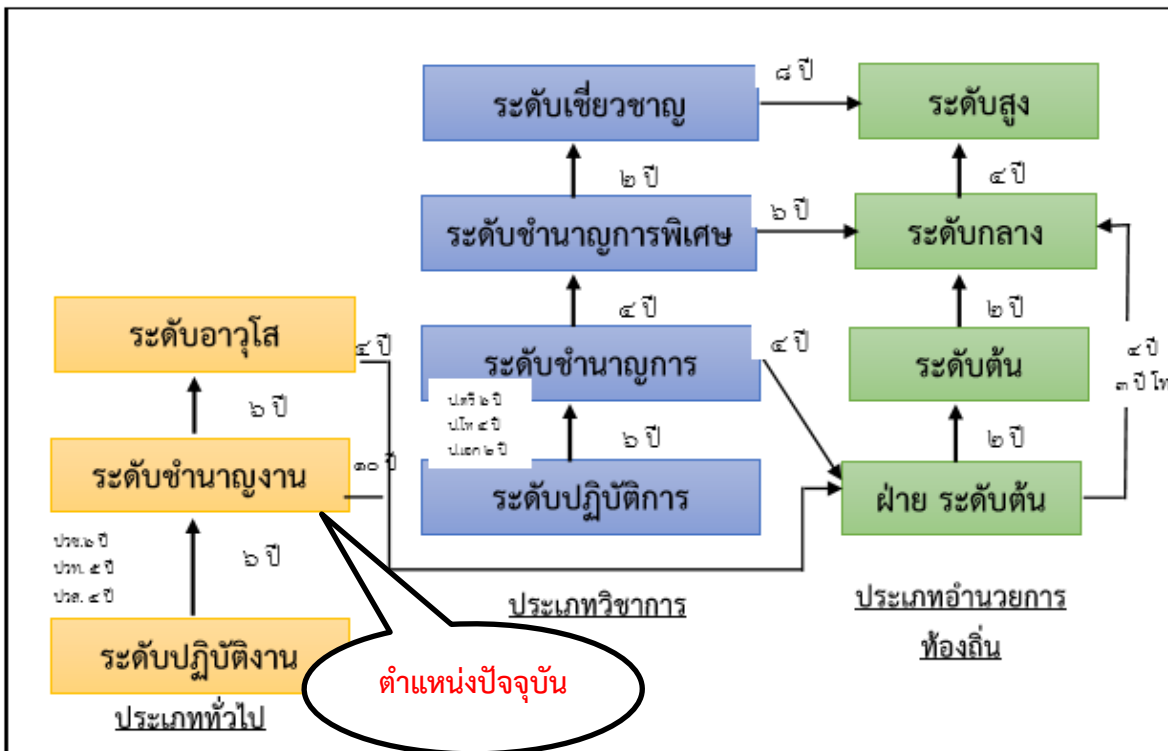 ระดับเชี่ยวชาญ
๘ ปี
ระดับสูง
๒ ปี
๔ ปี
ระดับชำนาญการพิเศษ
๖ ปี
ระดับกลาง
๔ ปี
๒ ปี
ระดับอาวุโส
๔ ปี
ระดับชำนาญการ
๔ ปี
ระดับต้น
๔ ปี
๓ ปี โท
ป.ตรี ๖ ปี
ป.โท ๔ ปี
ป.เอก ๒ ปี
๖ ปี
๖ ปี
๒ ปี
ระดับชำนาญงาน
๑๐ ปี
ระดับปฏิบัติการ
ฝ่าย ระดับต้น
ปวช.๖ ปี
ปวท. ๕ ปี
ปวส. ๔ ปี
๖ ปี
ประเภทวิชาการ
ประเภทอำนวยการ
ท้องถิ่น
ระดับปฏิบัติงาน
ตำแหน่งปัจจุบัน
ประเภททั่วไป